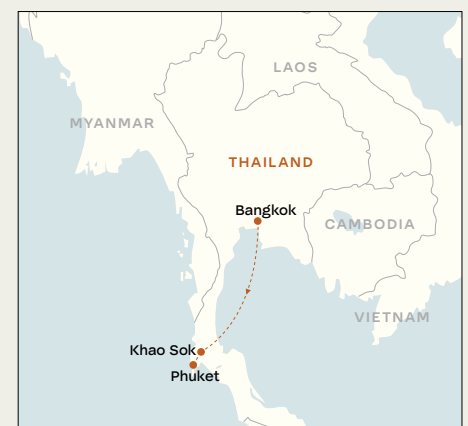 LAOS
MYANMAR
THAILAND
Bangkok
CAMBODIA
VIETNAM
Khao Sok
Phuket